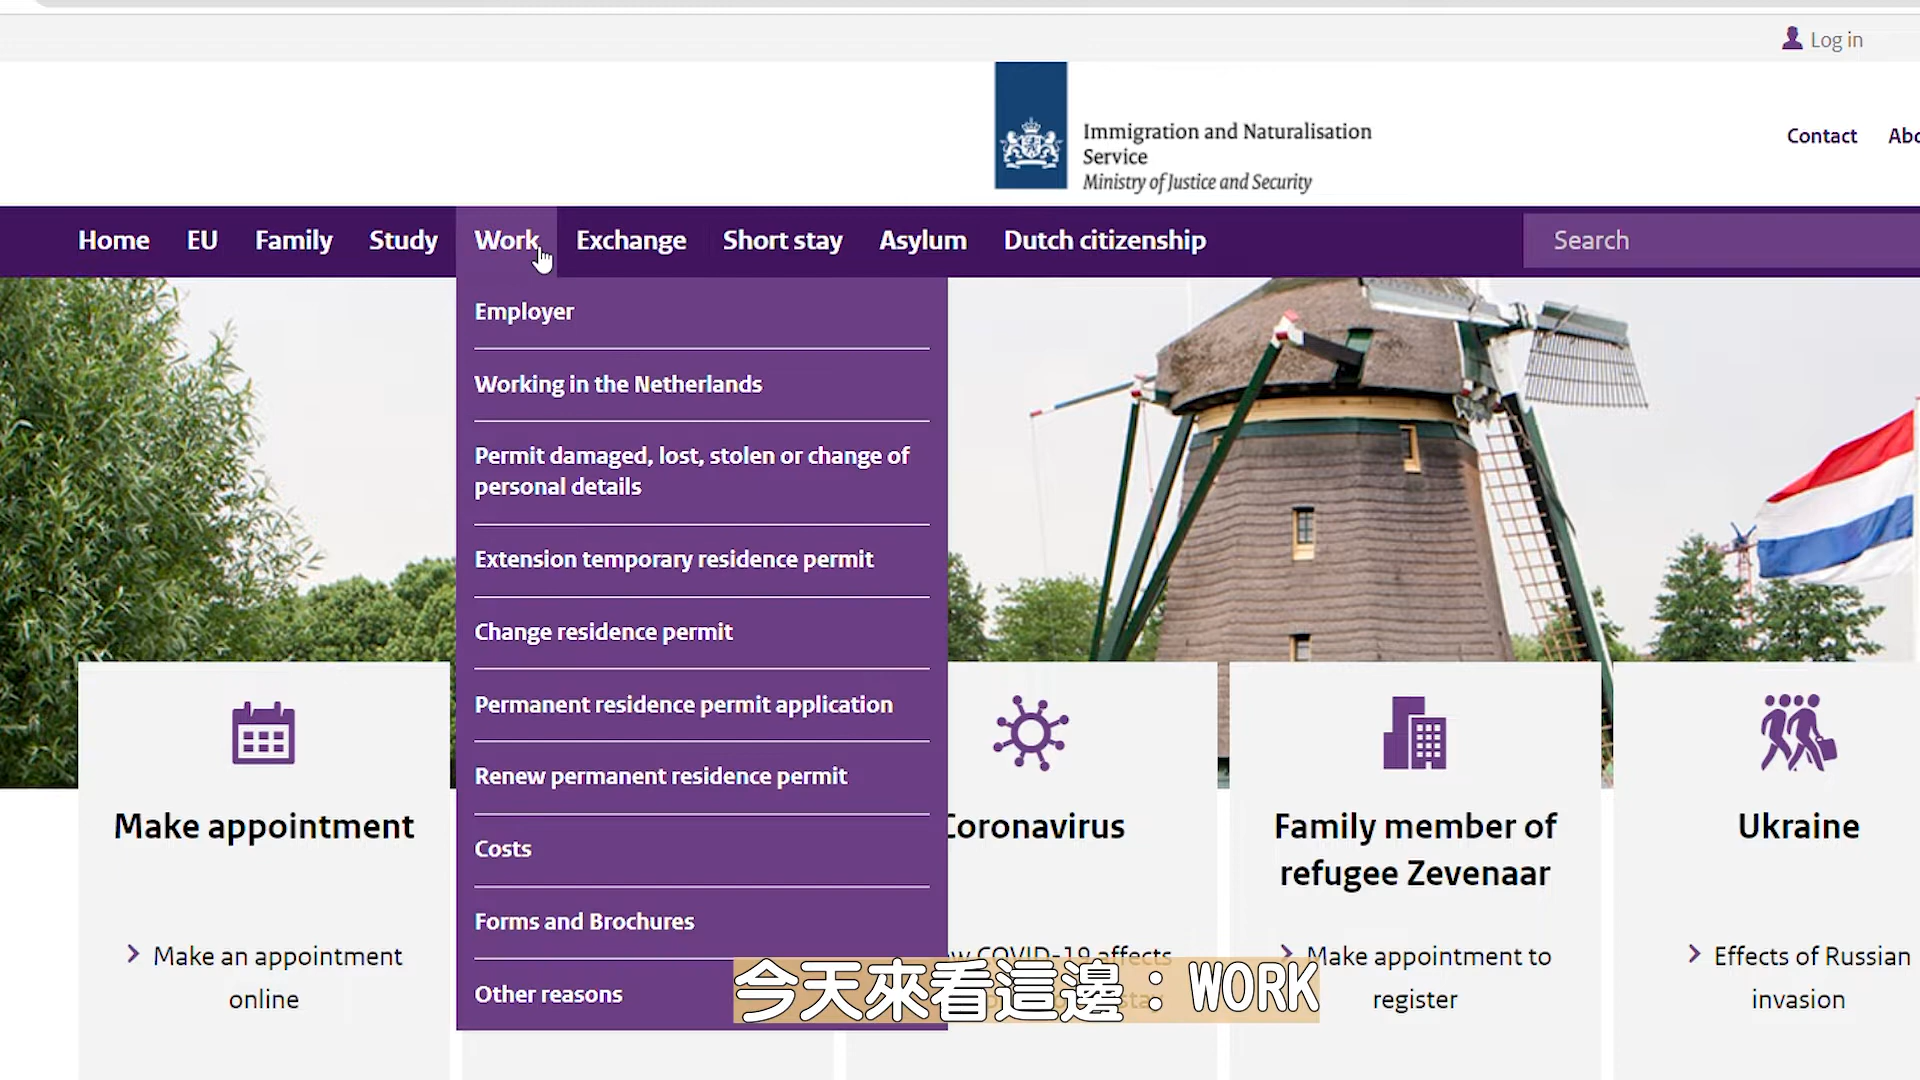 Log in
Immigration and Naturalisation
Service
Ministry of Justice and Security
Contact
Home EU Family Study Work Exchange Short stay Asylum Dutch citizenship Search
Employer
Working in the Netherlands
Permit damaged, lost, stolen or change of
personal details
Extension temporary residence permit
Change residence permit
Permanent residence permit application
Renew permanent residence permit
Costs
Forms and Brochures
Other reasons
Make appointment
Make an appointment
online
Coronavirus
COVID-19 affects
Family member of
refugee Zevenaar
Make appointment to
register
Ukraine
Effects of Russian
invasion
今天來看這邊：WORK